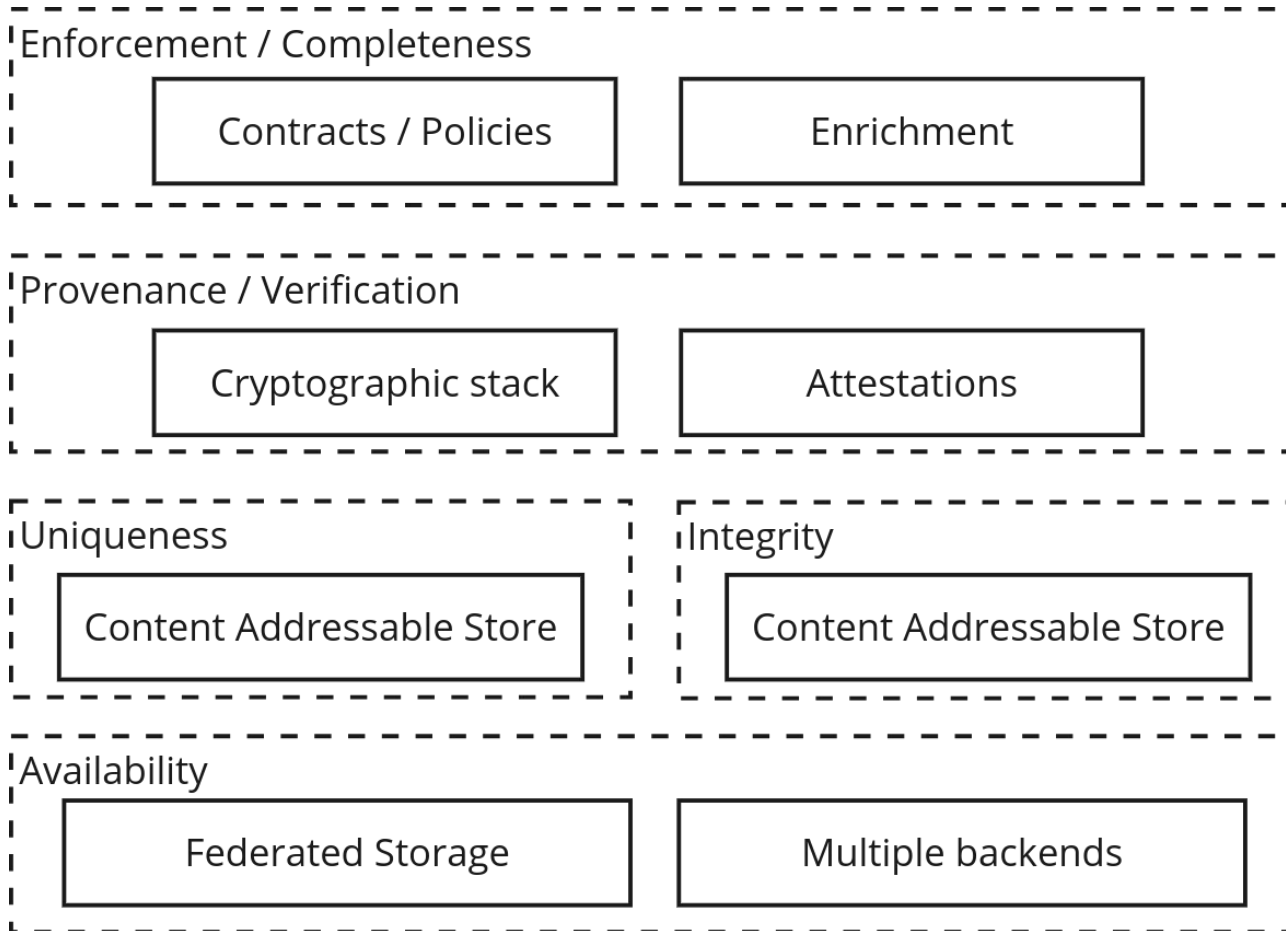 Enforcement / Completeness
Contracts / Policies
Enrichment
Provenance / Verification
Cryptographic stack
Attestations
Uniqueness
Content Addressable Store
Integrity
Content Addressable Store
Availability
Federated Storage
Multiple backends